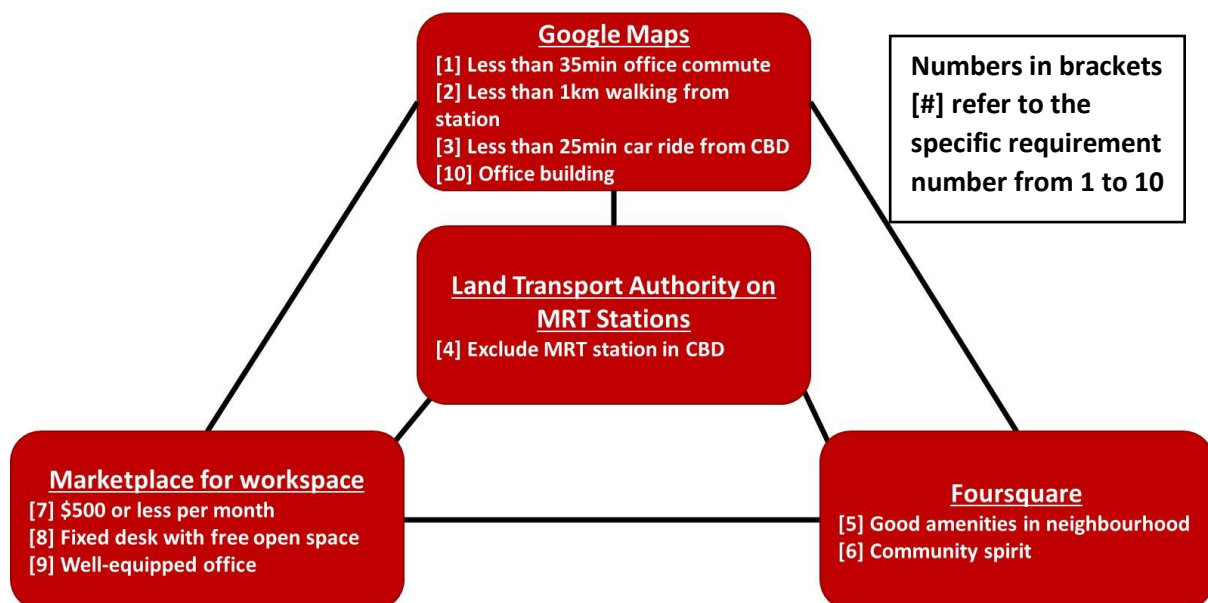 Google Maps
[1] Less than 35min office commute
[2] Less than 1km walking from
station
[3] Less than 25min car ride from CBD
[10] Office building
Numbers in brackets
[#] refer to the
specific requirement
number from 1 to 10
Land Transport Authority on
MRT Stations
[4] Exclude MRT station in CBD
Marketplace for workspace
[7] $500 or less per month
[8] Fixed desk with free open space
[9] Well-equipped office
Foursquare
[5] Good amenities in neighbourhood
[6] Community spirit